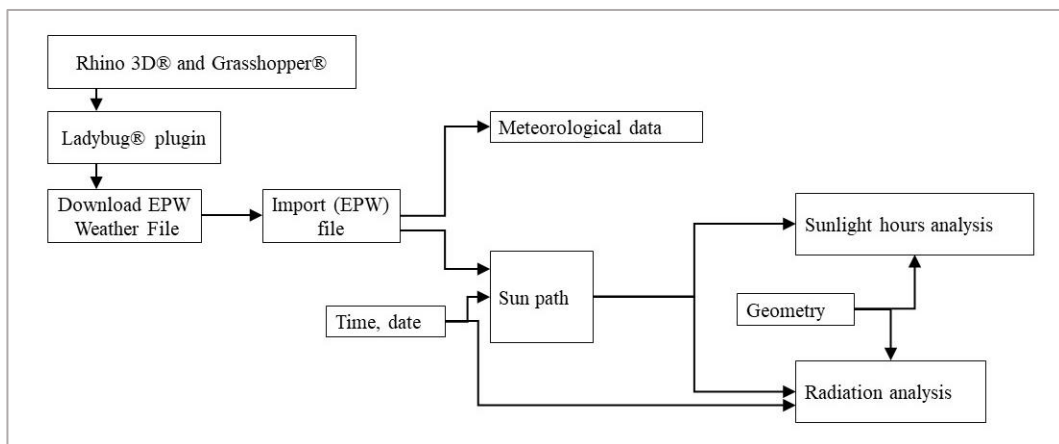 Rhino 3D® and Grasshopper®
Ladybug® plugin
Download EPW
Weather File
Import (EPW)
file
Meteorological data
Sun path
Time, date
Sunlight hours analysis
Geometry
Radiation analysis